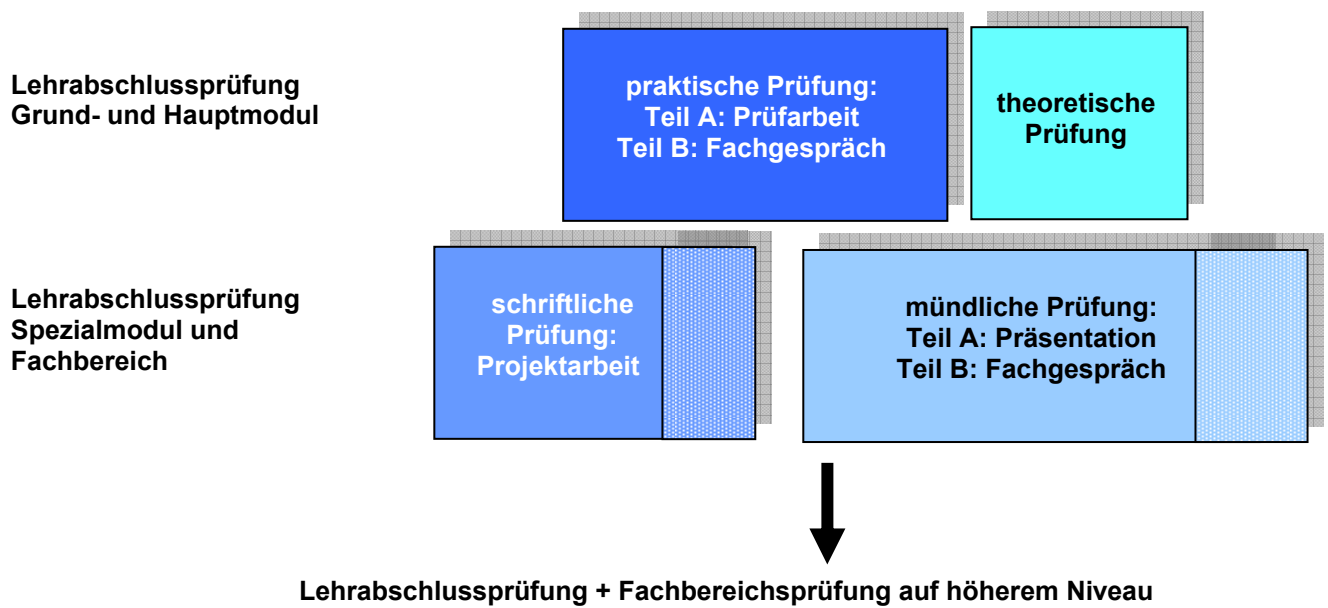 Lehrabschlussprüfung
Grund- und Hauptmodul
praktische Prüfung:
Teil A: Prüfarbeit
Teil B: Fachgespräch
theoretische
Prüfung
Lehrabschlussprüfung
Spezialmodul und
Fachbereich
schriftliche
Prüfung:
Projektarbeit
mündliche Prüfung:
Teil A: Präsentation
Teil B: Fachgespräch
Lehrabschlussprüfung + Fachbereichsprüfung auf höherem Niveau